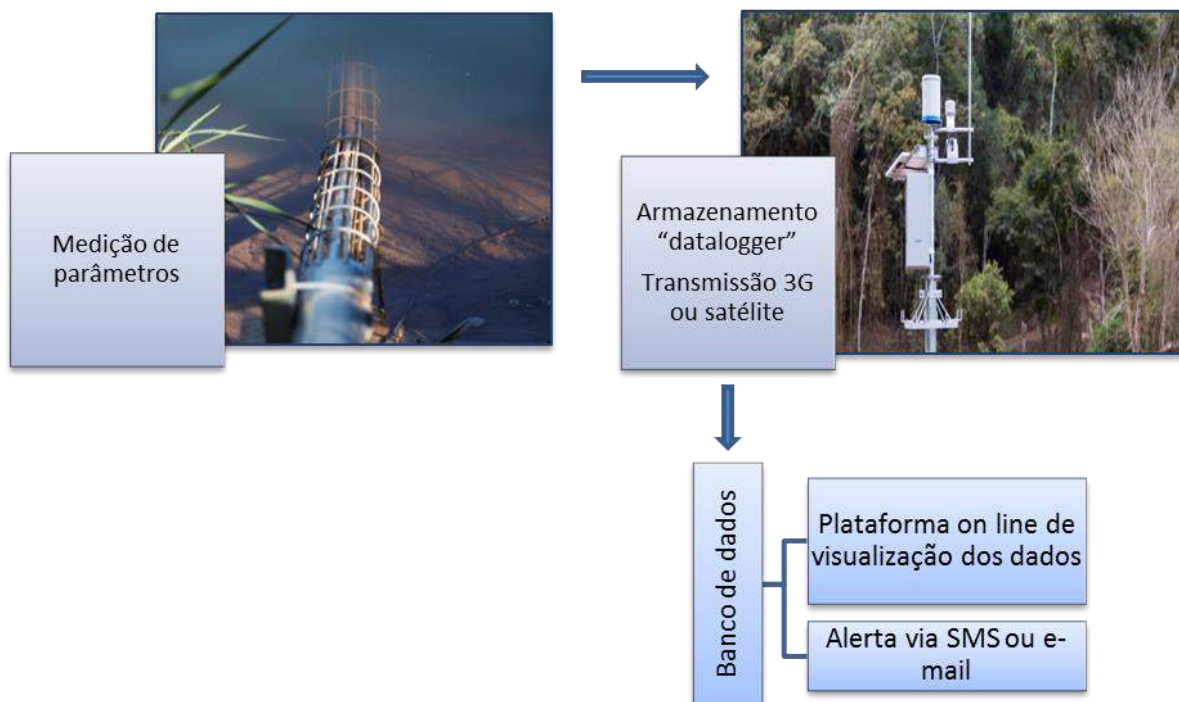 Medição de
parâmetros
Armazenamento
“datalogger”
Transmissão 3G
ou satélite
Banco de dados
Plataforma on line de
visualização dos dados
Alerta via SMS ou e-
mail